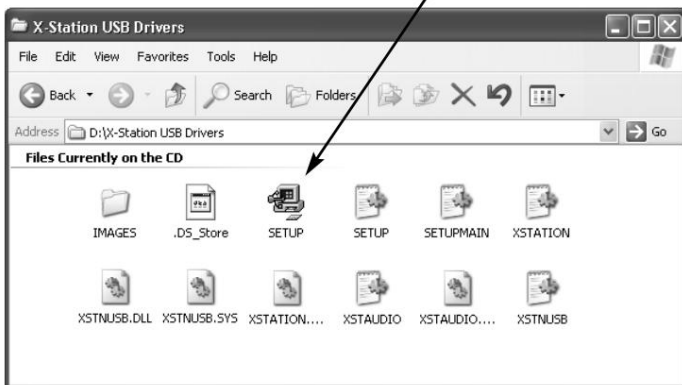 X-Station USB Drivers
File Edit View Favorites Tools Help
Back Search Folders
Address D:\X-Station USB Drivers Go
Files Currently on the CD
IMAGES .DS_Store SETUP SETUP SETUPMAIN XSTATION
XSTNUSB.DLL XSTNUSB.SYS XSTATION.... XSTAUDIO XSTAUDIO.... XSTNUSB